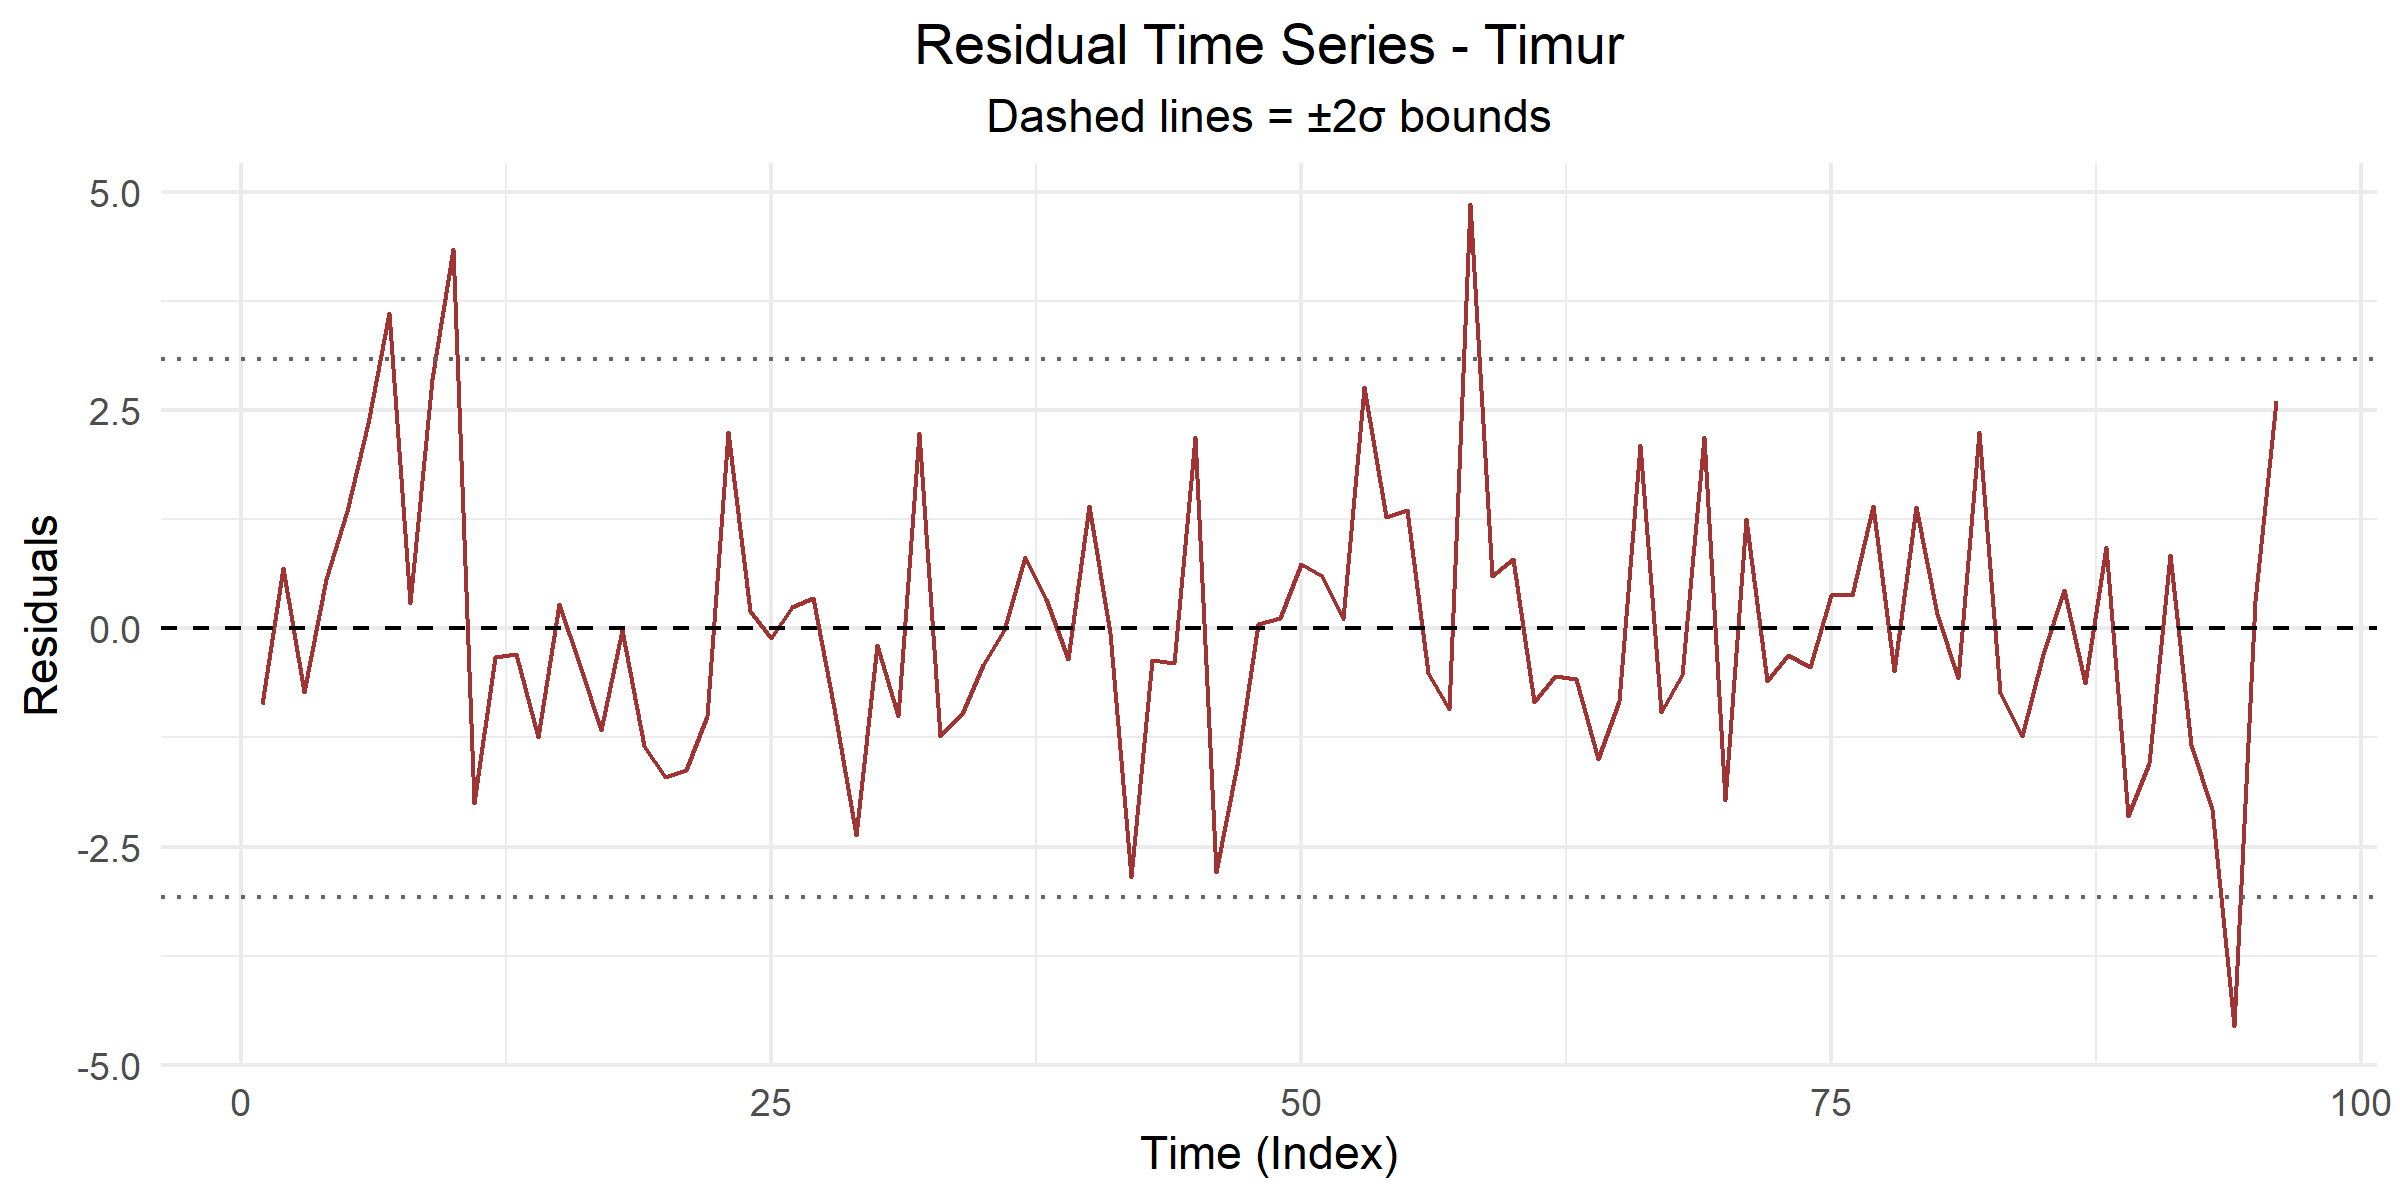 Residual Time Series - Timur
Dashed lines = ±2σ bounds
Residuals
5.0
2.5
0.0
-2.5
-5.0
0 25 50 75 100
Time (Index)